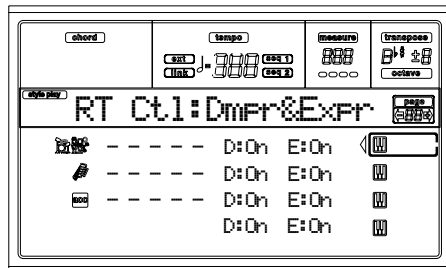 chord tempo measure transpose
ext seq 1
link seq 2
octave
style play RT Ctl:Dmpr&Expr page
- - - - - D:On E:On
- - - - - D:On E:On
acc - - - - - D:On E:On
D:On E:On